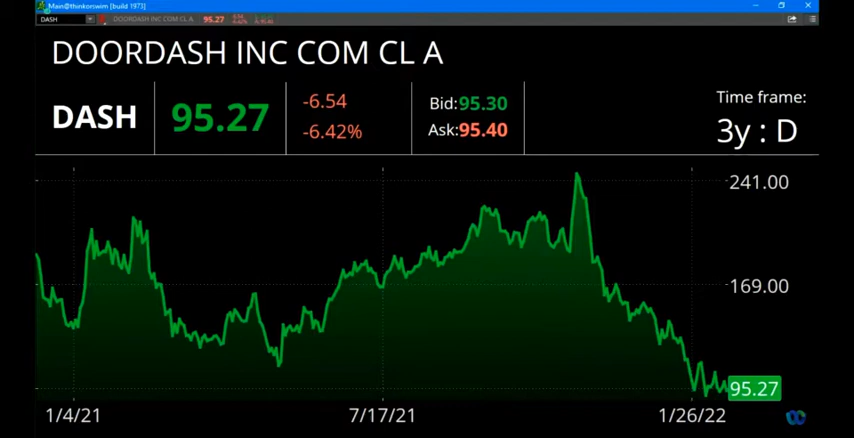 Main@thinkorswim [build 1973]
DASH DOORDASH INC COM CL A 95.27
DOORDASH INC COM CL A
DASH
95.27
-6.54
-6.42%
Bid:95.30
Ask:95.40
Time frame:
3y : D
241.00
169.00
95.27
1/4/21 7/17/21 1/26/22